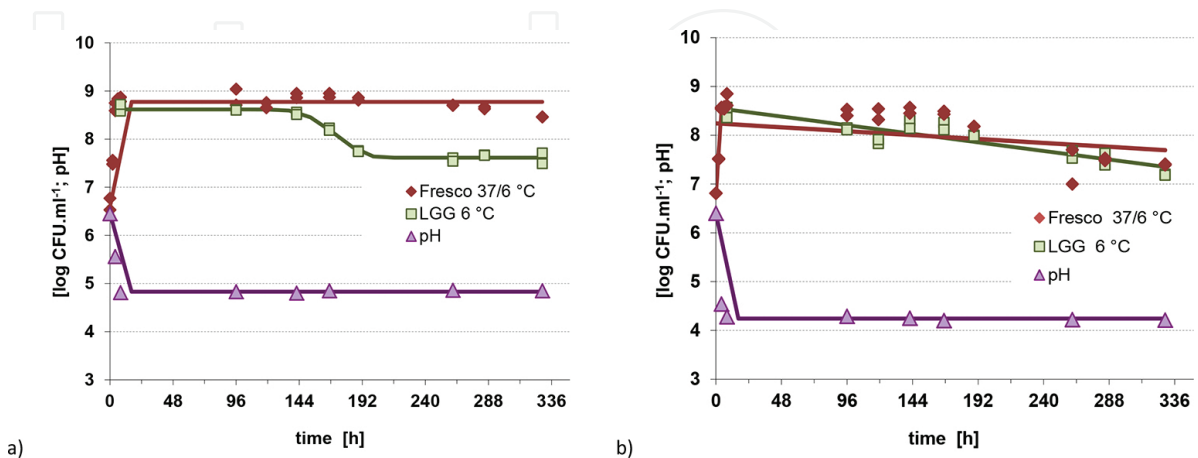 10
9
8
7
6
5
4
3
[log CFU.ml⁻¹; pH]
Fresco 37/6 °C
LGG 6 °C
pH
0 48 96 144 192 240 288 336
time [h]
a)
10
9
8
7
6
5
4
3
[log CFU.ml⁻¹; pH]
Fresco 37/6 °C
LGG 6 °C
pH
0 48 96 144 192 240 288 336
time [h]
b)